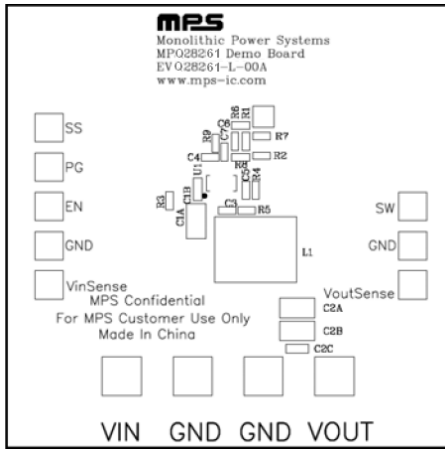 MPS
Monolithic Power Systems
MPQ28261 Demo Board
EVQ28261-L-00A
www.mps-ic.com
C6
R6
R1
R9
C7
R7
C4
R8
R2
U1
C5
R4
R3
C1B
C1A
C3
R5
L1
SS
PG
EN
GND
VinSense
SW
GND
VoutSense
MPS Confidential
For MPS Customer Use Only
Made In China
C2A
C2B
C2C
VIN GND GND VOUT